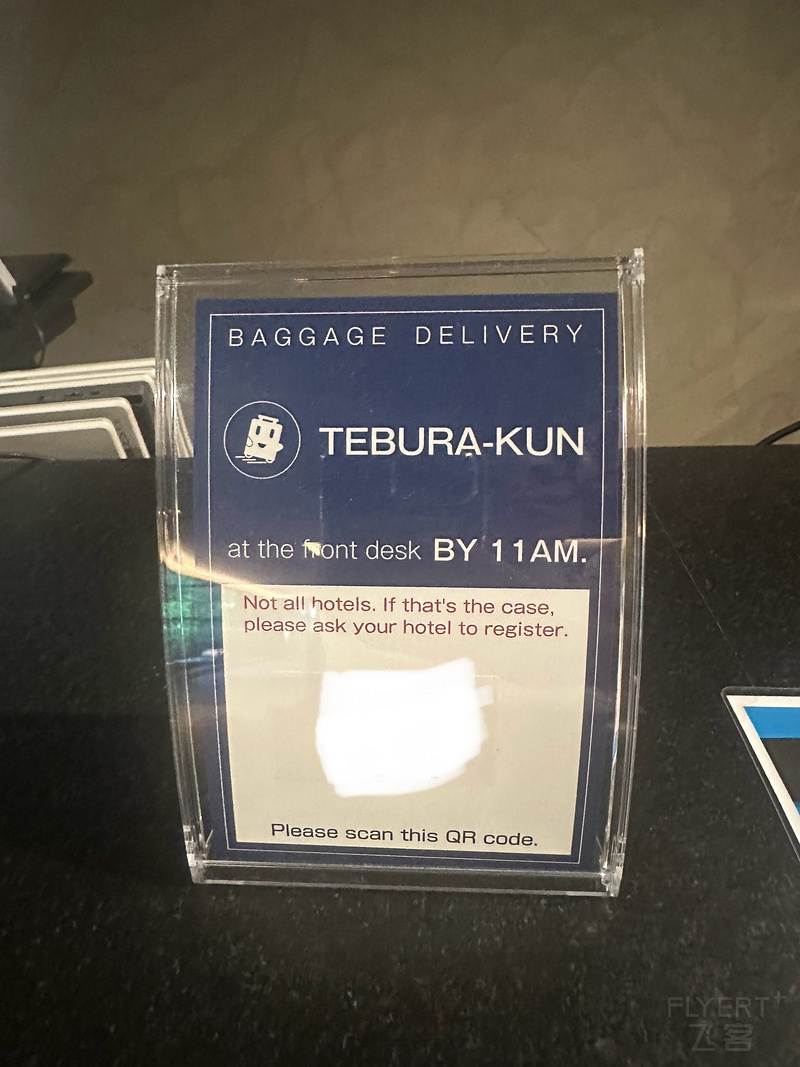 BAGGAGE DELIVERY
TEBURA-KUN
at the front desk BY 11AM.
Not all hotels. If that's the case,
please ask your hotel to register.
Please scan this QR code.
FLYERT+
飞客